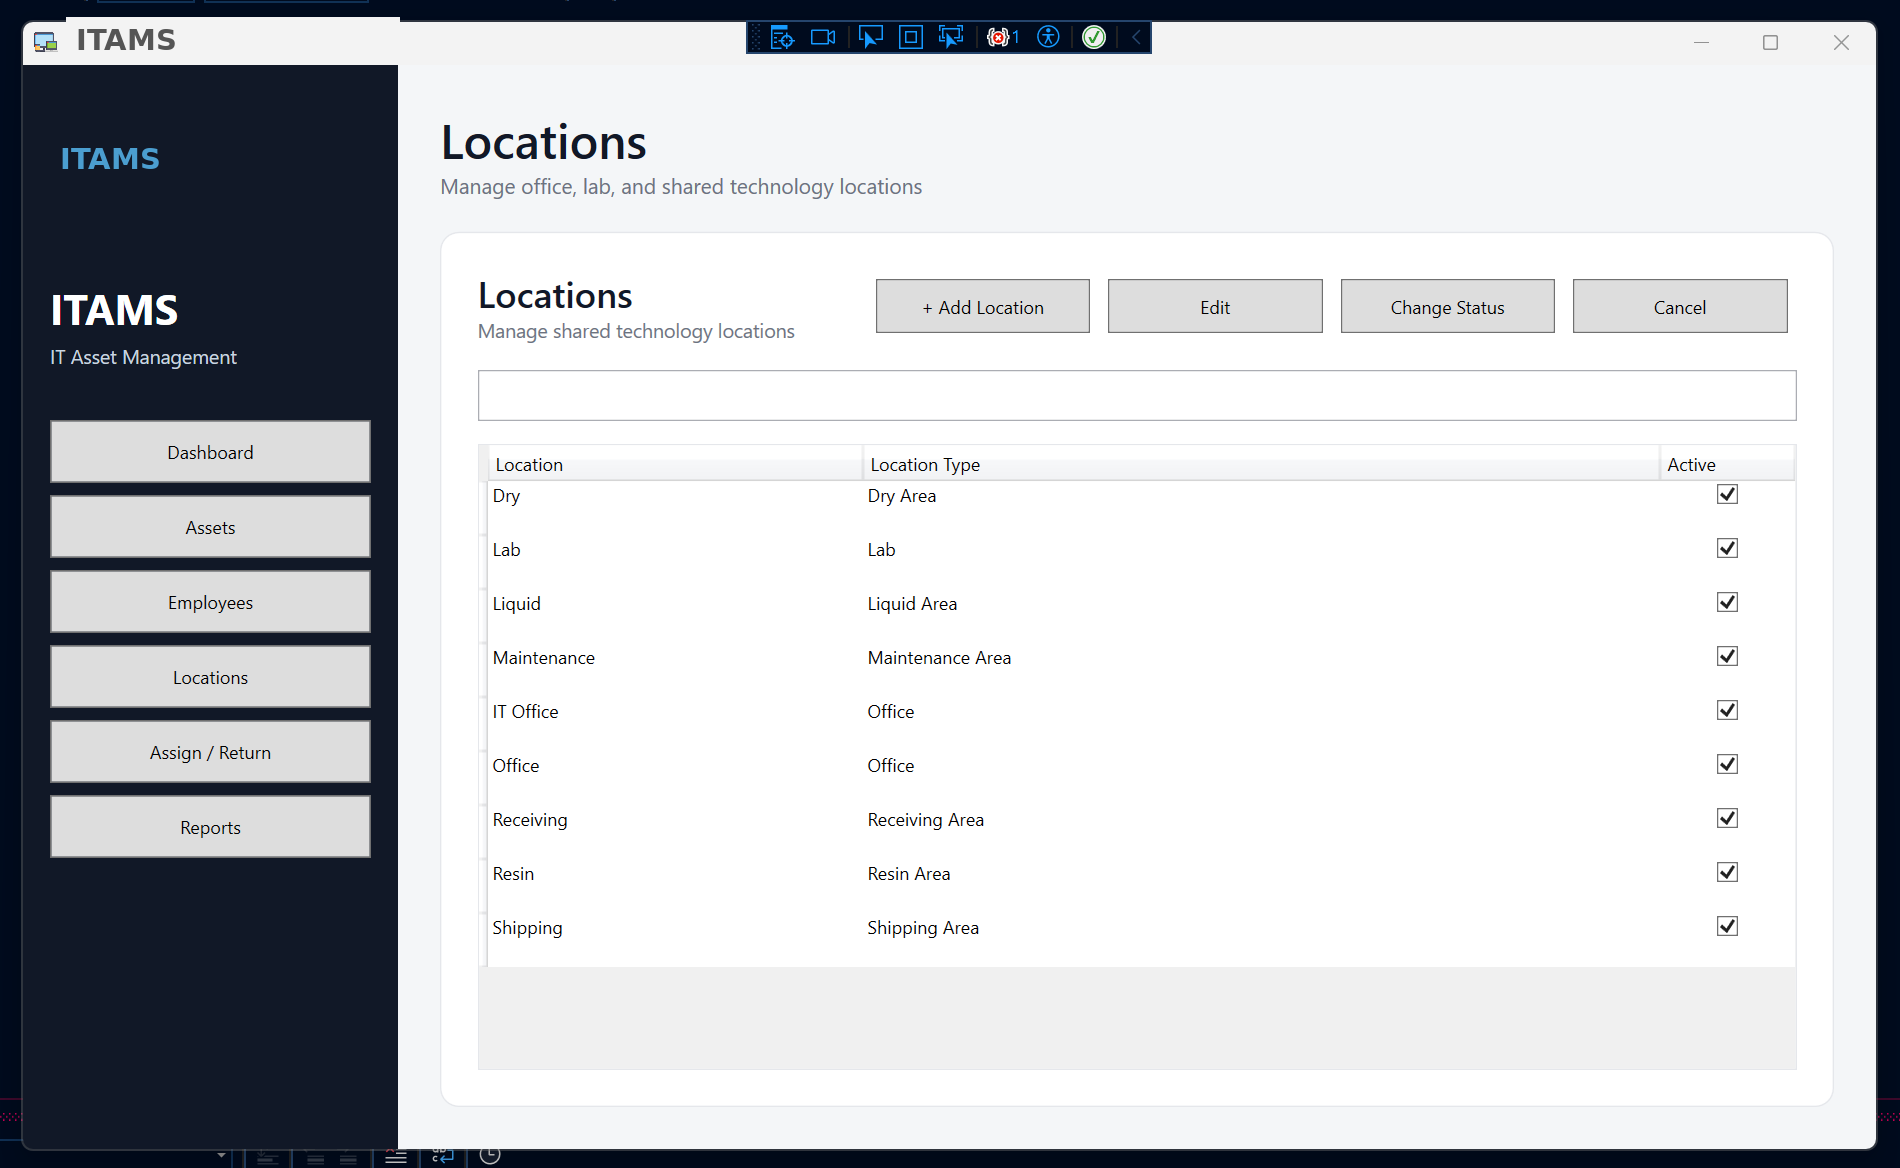 ITAMS
1
ITAMS
ITAMS
IT Asset Management
Dashboard
Assets
Employees
Locations
Assign / Return
Reports
Locations
Manage office, lab, and shared technology locations
Locations
Manage shared technology locations
+ Add Location
Edit
Change Status
Cancel
Location Location Type Active
Dry Dry Area
Lab Lab
Liquid Liquid Area
Maintenance Maintenance Area
IT Office Office
Office Office
Receiving Receiving Area
Resin Resin Area
Shipping Shipping Area